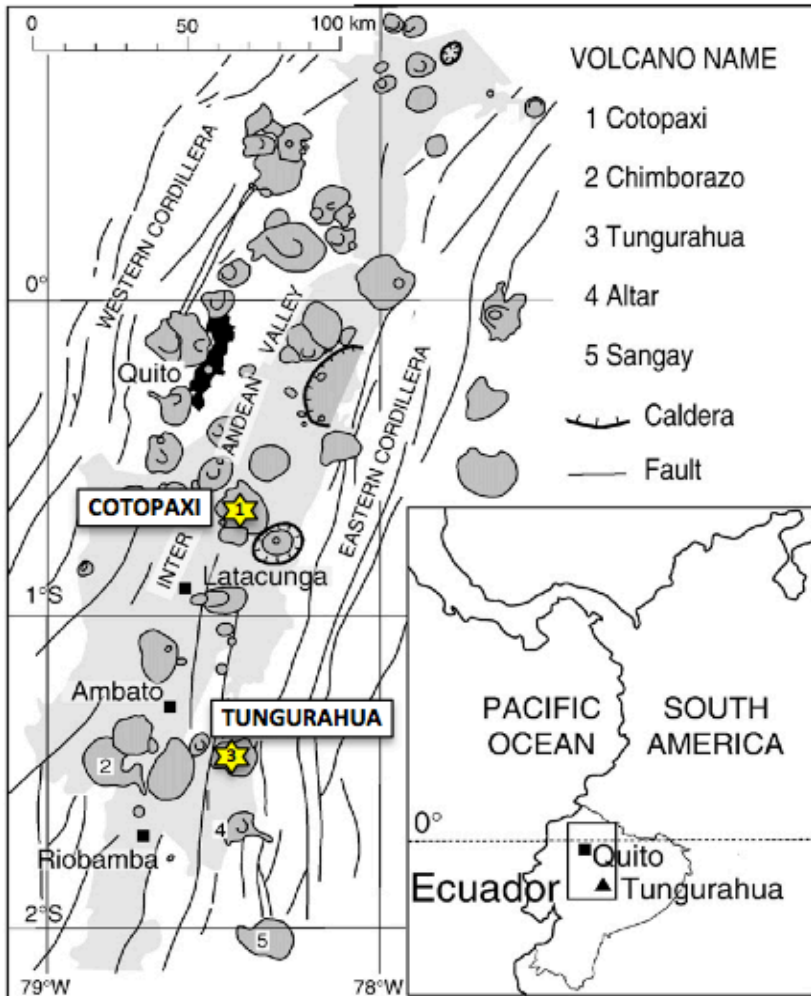 0 50 100 km
VOLCANO NAME
1 Cotopaxi
2 Chimborazo
3 Tungurahua
4 Altar
5 Sangay
Caldera
Fault
WESTERN CORDILLERA
0°
Quito
INTER ANDEAN VALLEY
EASTERN CORDILLERA
COTOPAXI
1
Latacunga
1°S
Ambato
TUNGURAHUA
3
2
4
Riobamba
2°S
5
79°W
78°W
PACIFIC
OCEAN
SOUTH
AMERICA
0°
Quito
Ecuador
Tungurahua